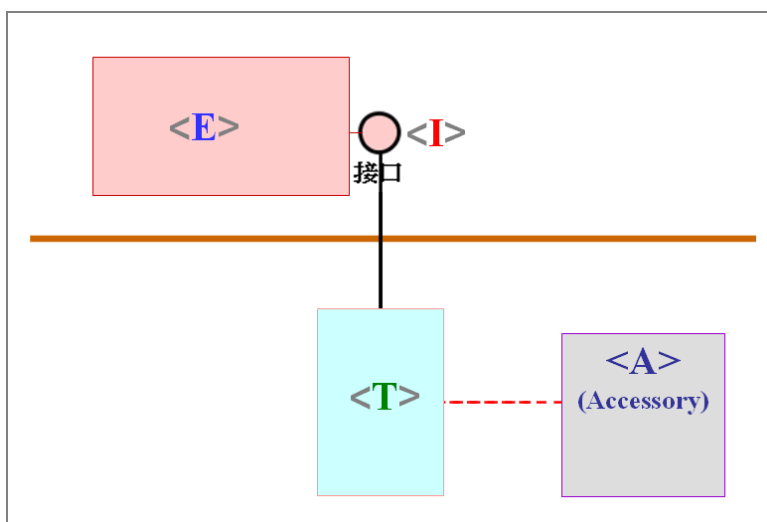 <E>
<I>
接口
<T>
<A>
(Accessory)